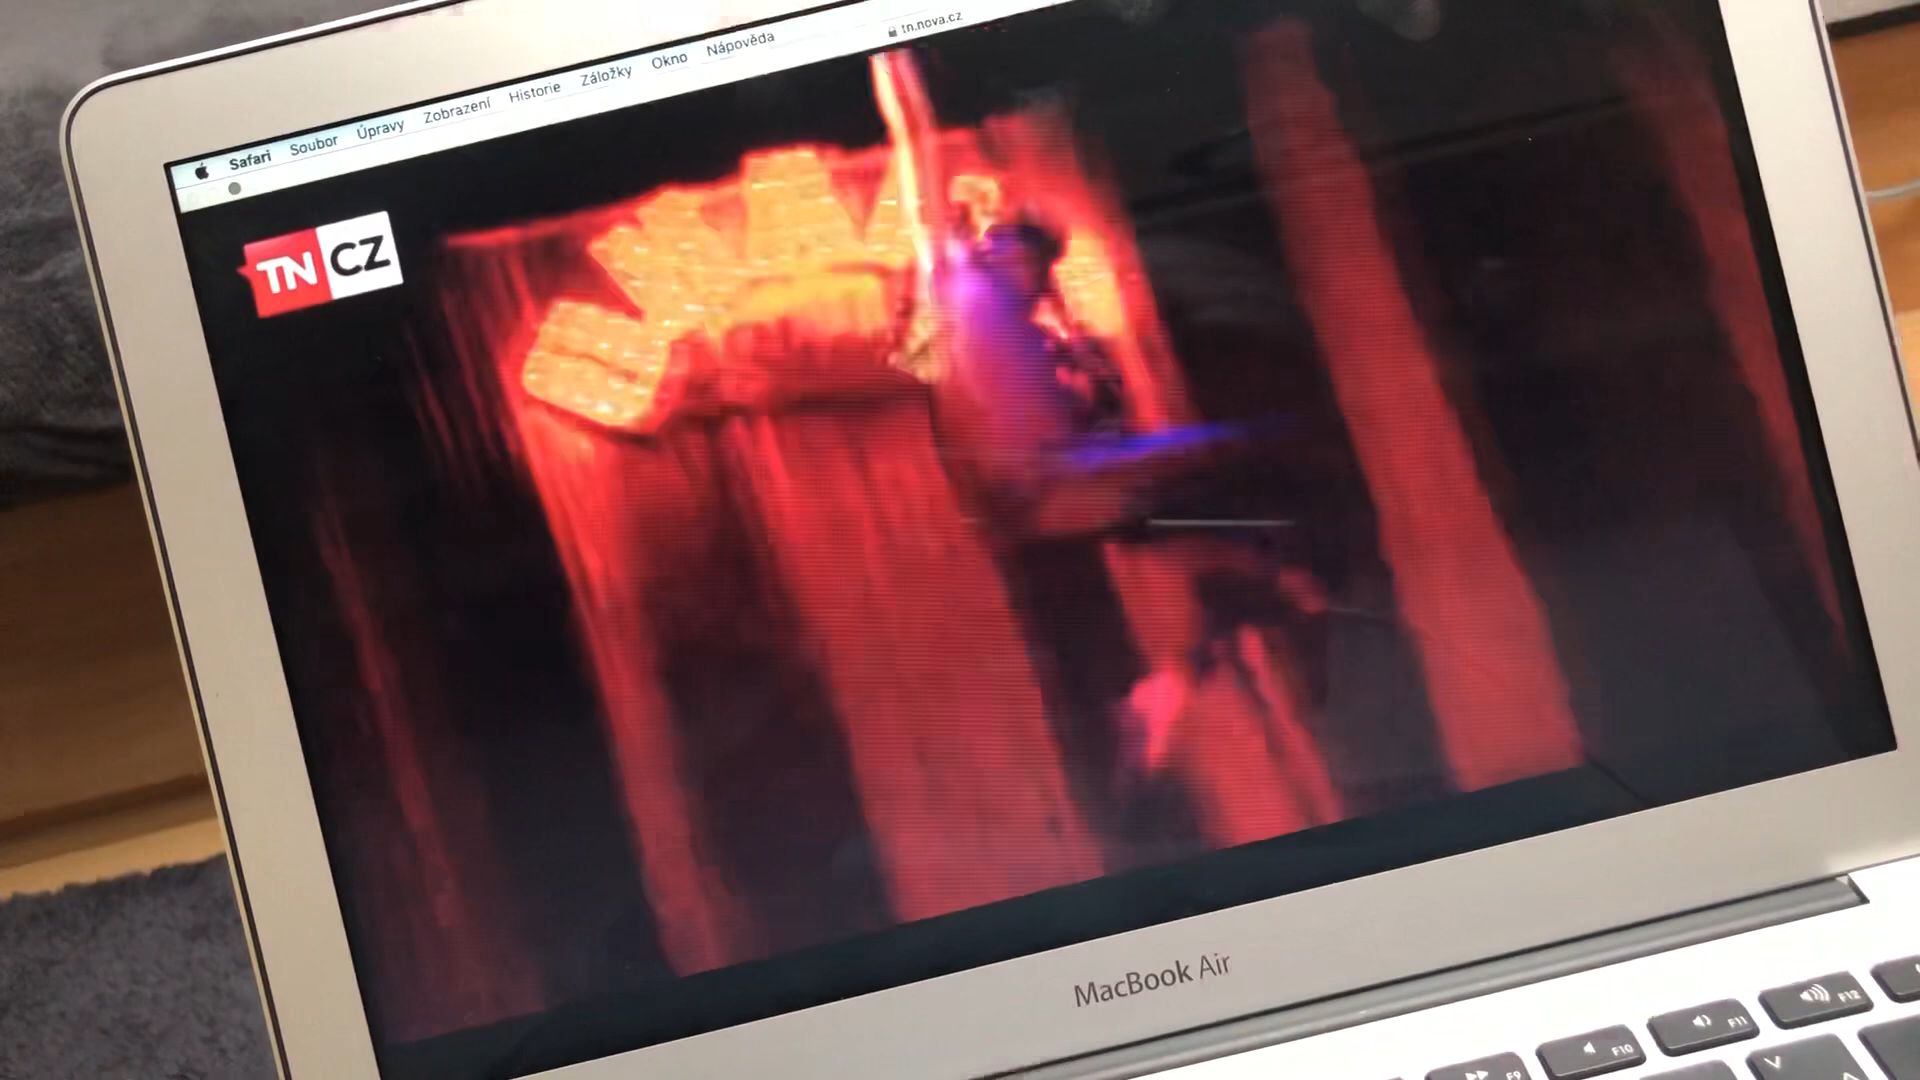 Safari Soubor Úpravy Zobrazení Historie Záložky Okno Nápověda
tn.nova.cz
TN CZ
MacBook Air
F9 F10 F11 F12